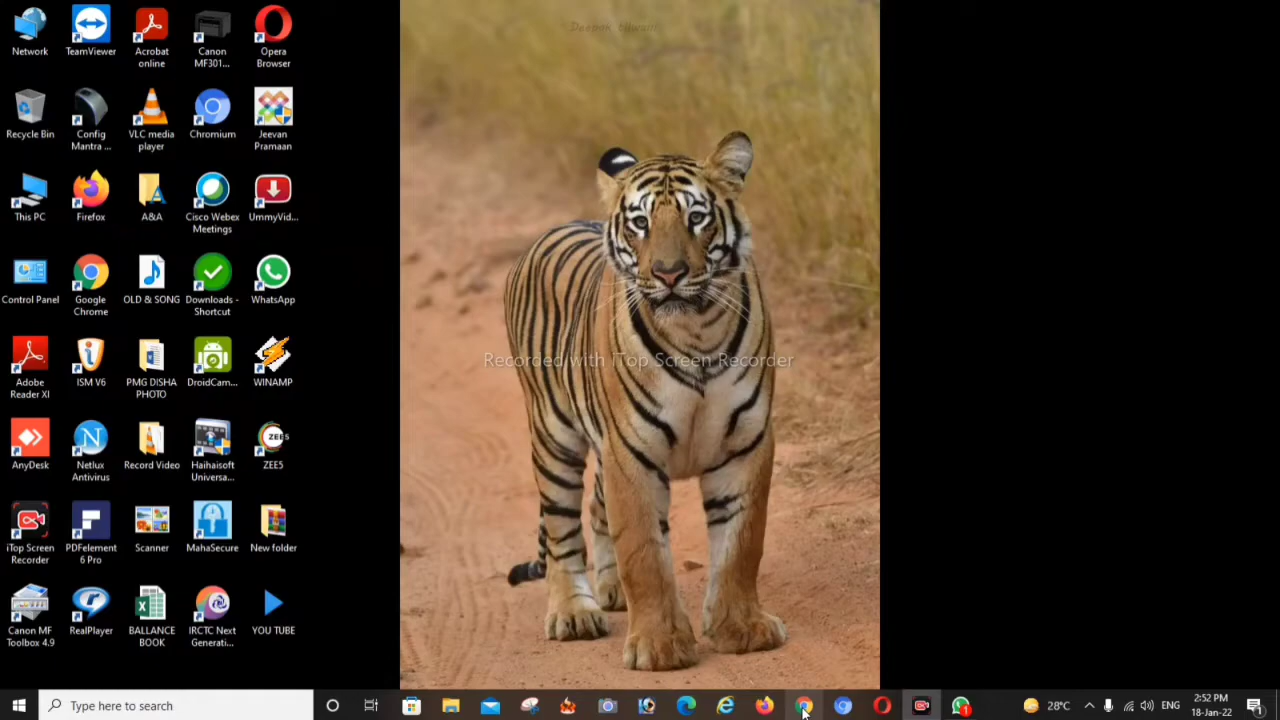 Network
TeamViewer
Acrobat
online
Canon
MF301...
Opera
Browser
Recycle Bin
Config
Mantra ...
VLC media
player
Chromium
Jeevan
Pramaan
This PC
Firefox
A&A
Cisco Webex
Meetings
UmmyVid...
Control Panel
Google
Chrome
OLD & SONG
Downloads -
Shortcut
WhatsApp
Adobe
Reader XI
ISM V6
PMG DISHA
PHOTO
DroidCam...
WINAMP
AnyDesk
Netlux
Antivirus
Record Video
Haihaisoft
Universa...
ZEE5
ZEE5
iTop Screen
Recorder
PDFelement
6 Pro
Scanner
MahaSecure
New folder
Canon MF
Toolbox 4.9
RealPlayer
BALLANCE
BOOK
IRCTC Next
Generati...
YOU TUBE
Recorded with iTop Screen Recorder
Type here to search
1
28°C
ENG
2:52 PM
18-Jan-22
1